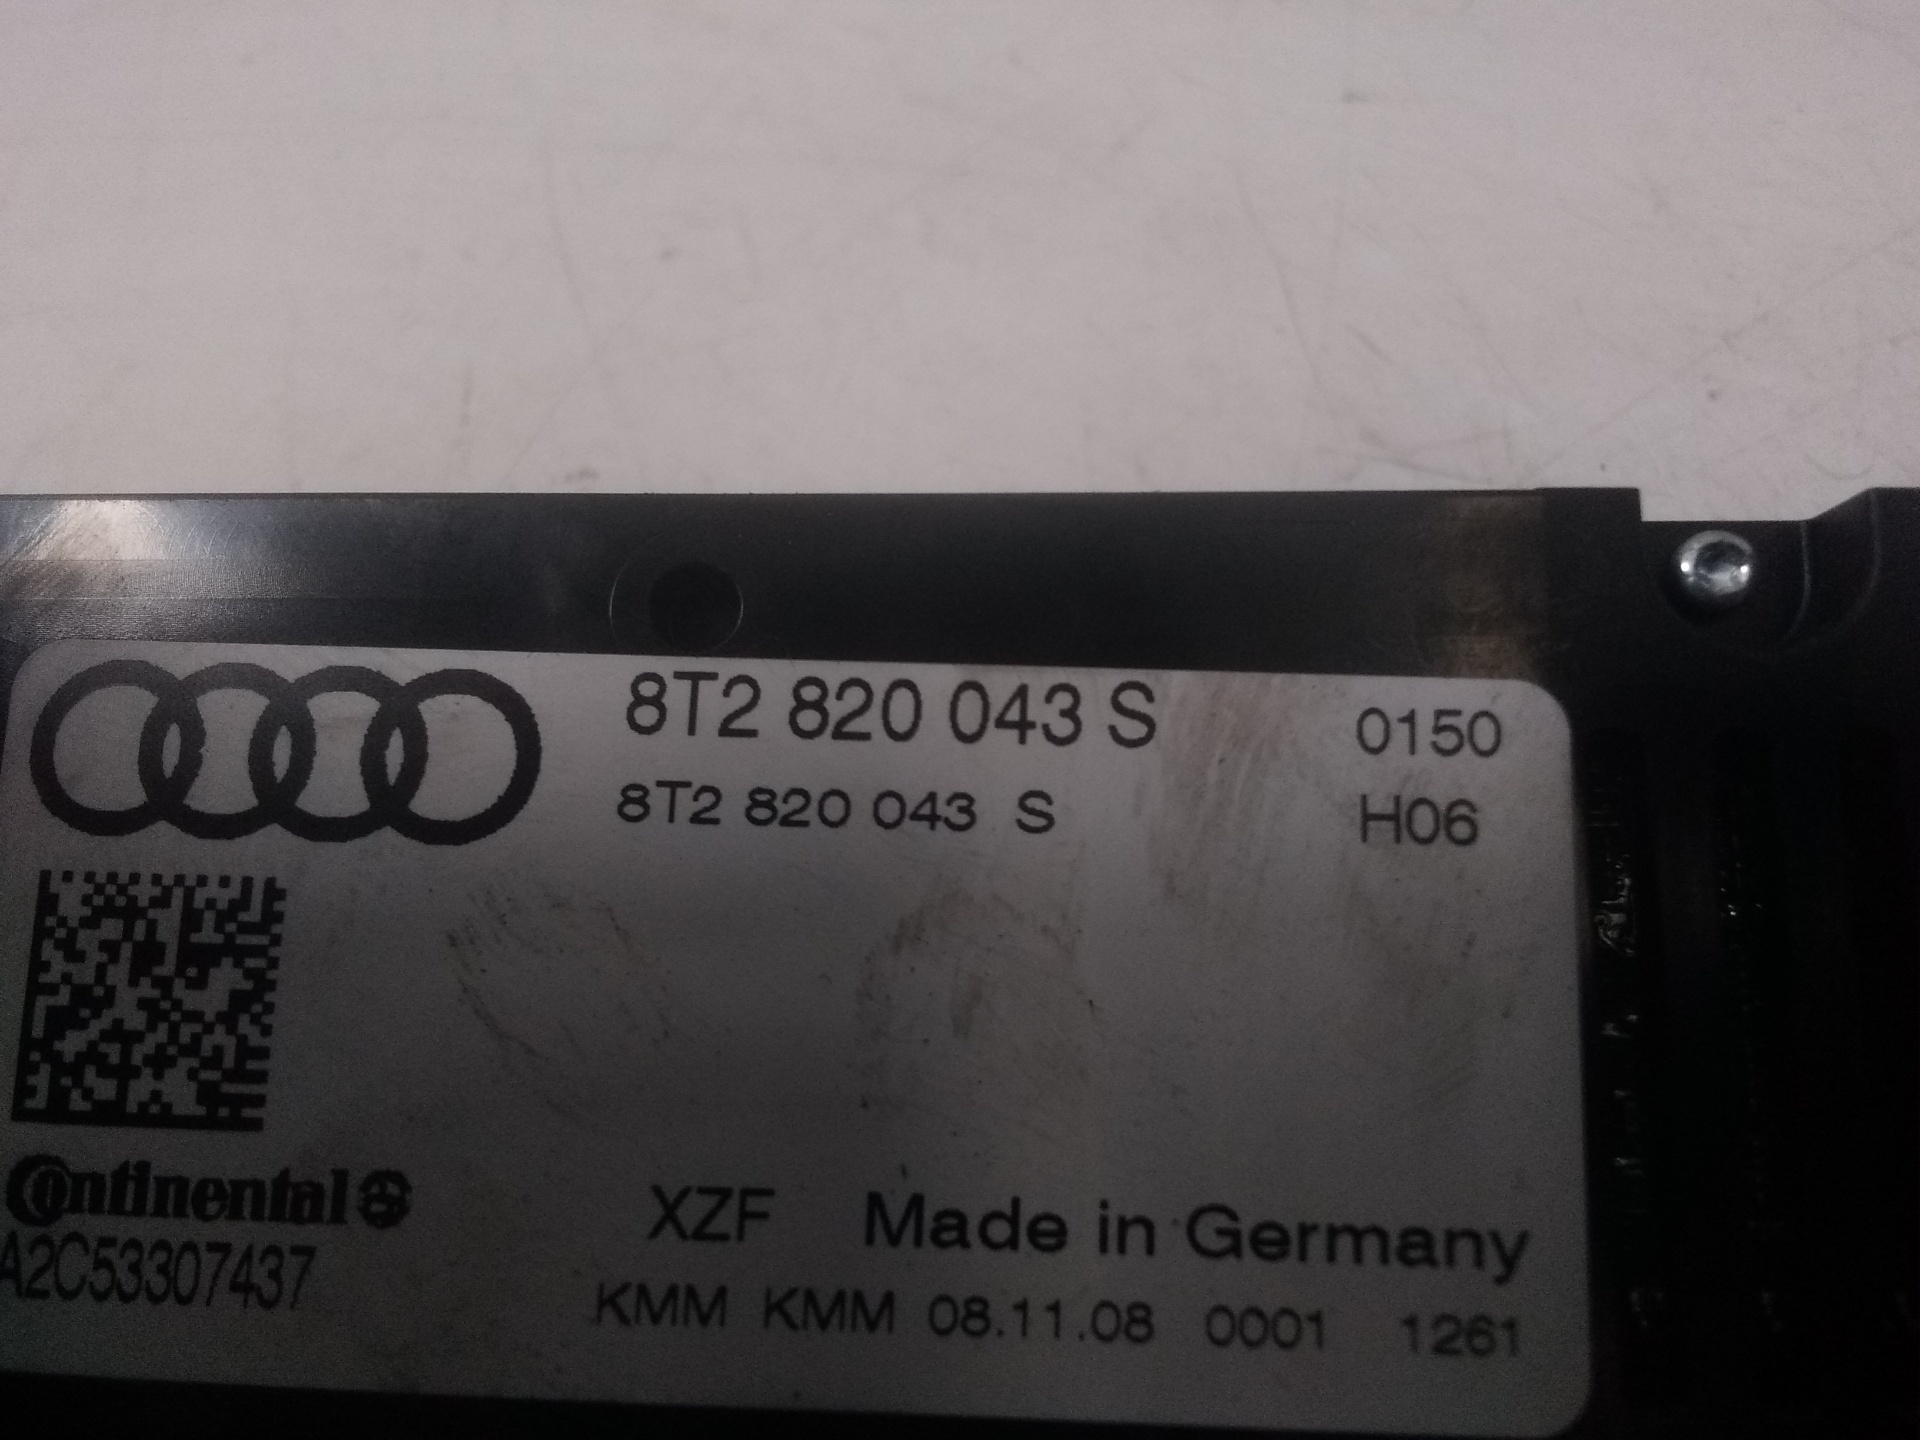 8T2 820 043 S 0150
8T2 820 043 S H06
Continental
A2C53307437
XZF Made in Germany
KMM KMM 08.11.08 0001 1261